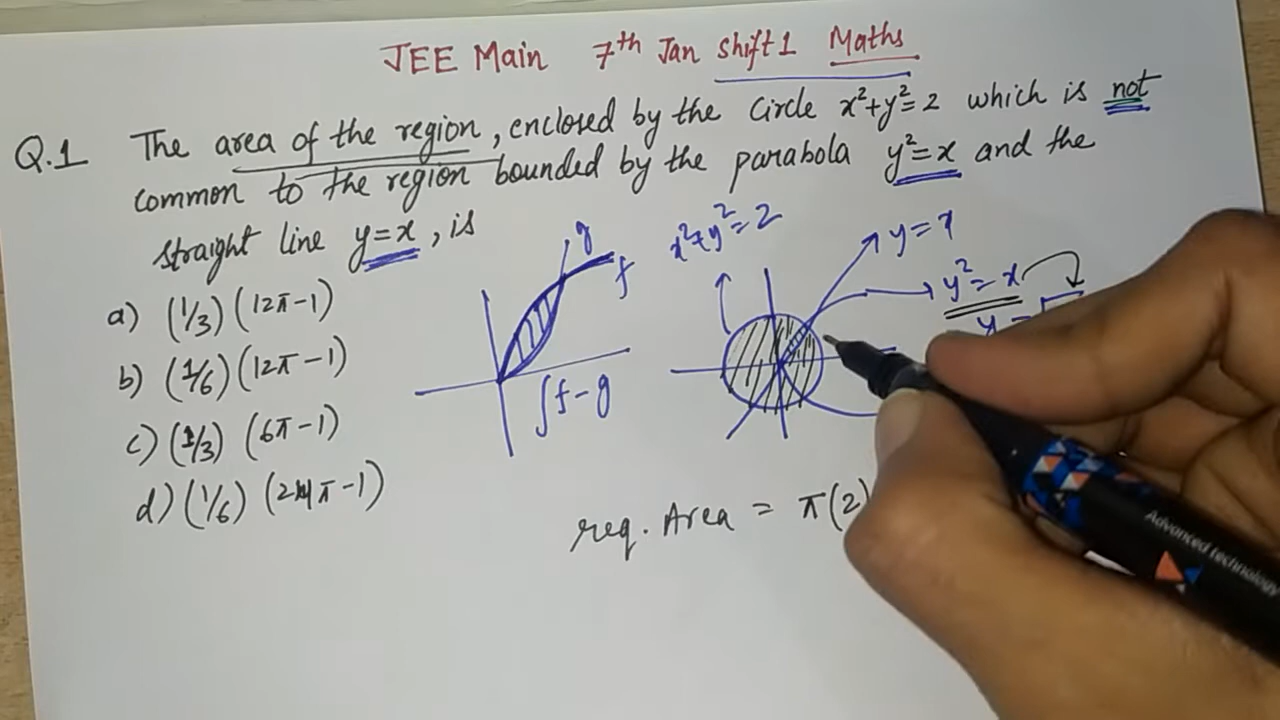 JEE Main 7th Jan Shift 1 Maths
Q.1 The area of the region, enclosed by the Circle x²+y²=2 which is not
common to the region bounded by the parabola y²=x and the
straight line y=x, is
a) (1/3) (12π-1)
b) (1/6) (12π-1)
c) (1/3) (6π-1)
d) (1/6) (24π-1)
g
f
∫f-g
x²+y²=2
y=x
y²=x
y=
req. Area = π(2)
Advanced technology